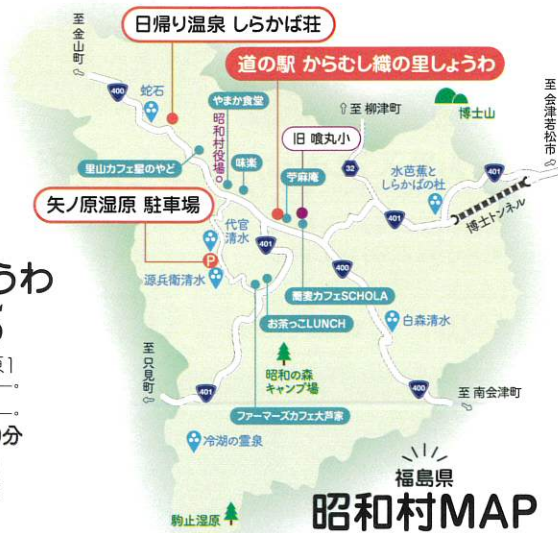 日帰り温泉 しらかば荘
至 金山町
400
蛇石
道の駅 からむし織の里しょうわ
やまか食堂
昭和村役場
里山カフェ星のやど
味楽
至 柳津町
博士山
至 会津若松市
旧 喰丸小
32
苧麻庵
水芭蕉と
しらかばの杜
401
博士トンネル
矢ノ原湿原 駐車場
代官
清水
401
401
P
源兵衛清水
400
蕎麦カフェSCHOLA
お茶っこLUNCH
白森清水
うわ
原1
分
至 只見町
昭和の森
キャンプ場
401
400
至 南会津町
ファーマーズカフェ大芦家
冷湖の霊泉
駒止湿原
福島県
昭和村MAP